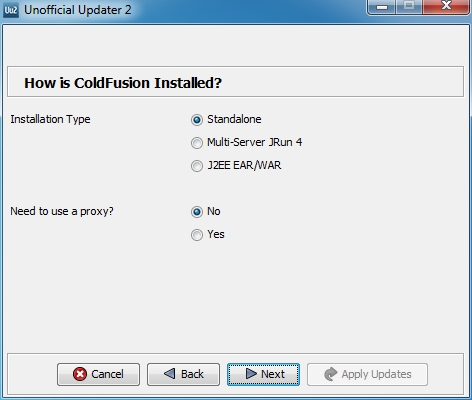 Uu2 Unofficial Updater 2
How is ColdFusion Installed?
Installation Type Standalone
Multi-Server JRun 4
J2EE EAR/WAR
Need to use a proxy? No
Yes
Cancel Back Next Apply Updates